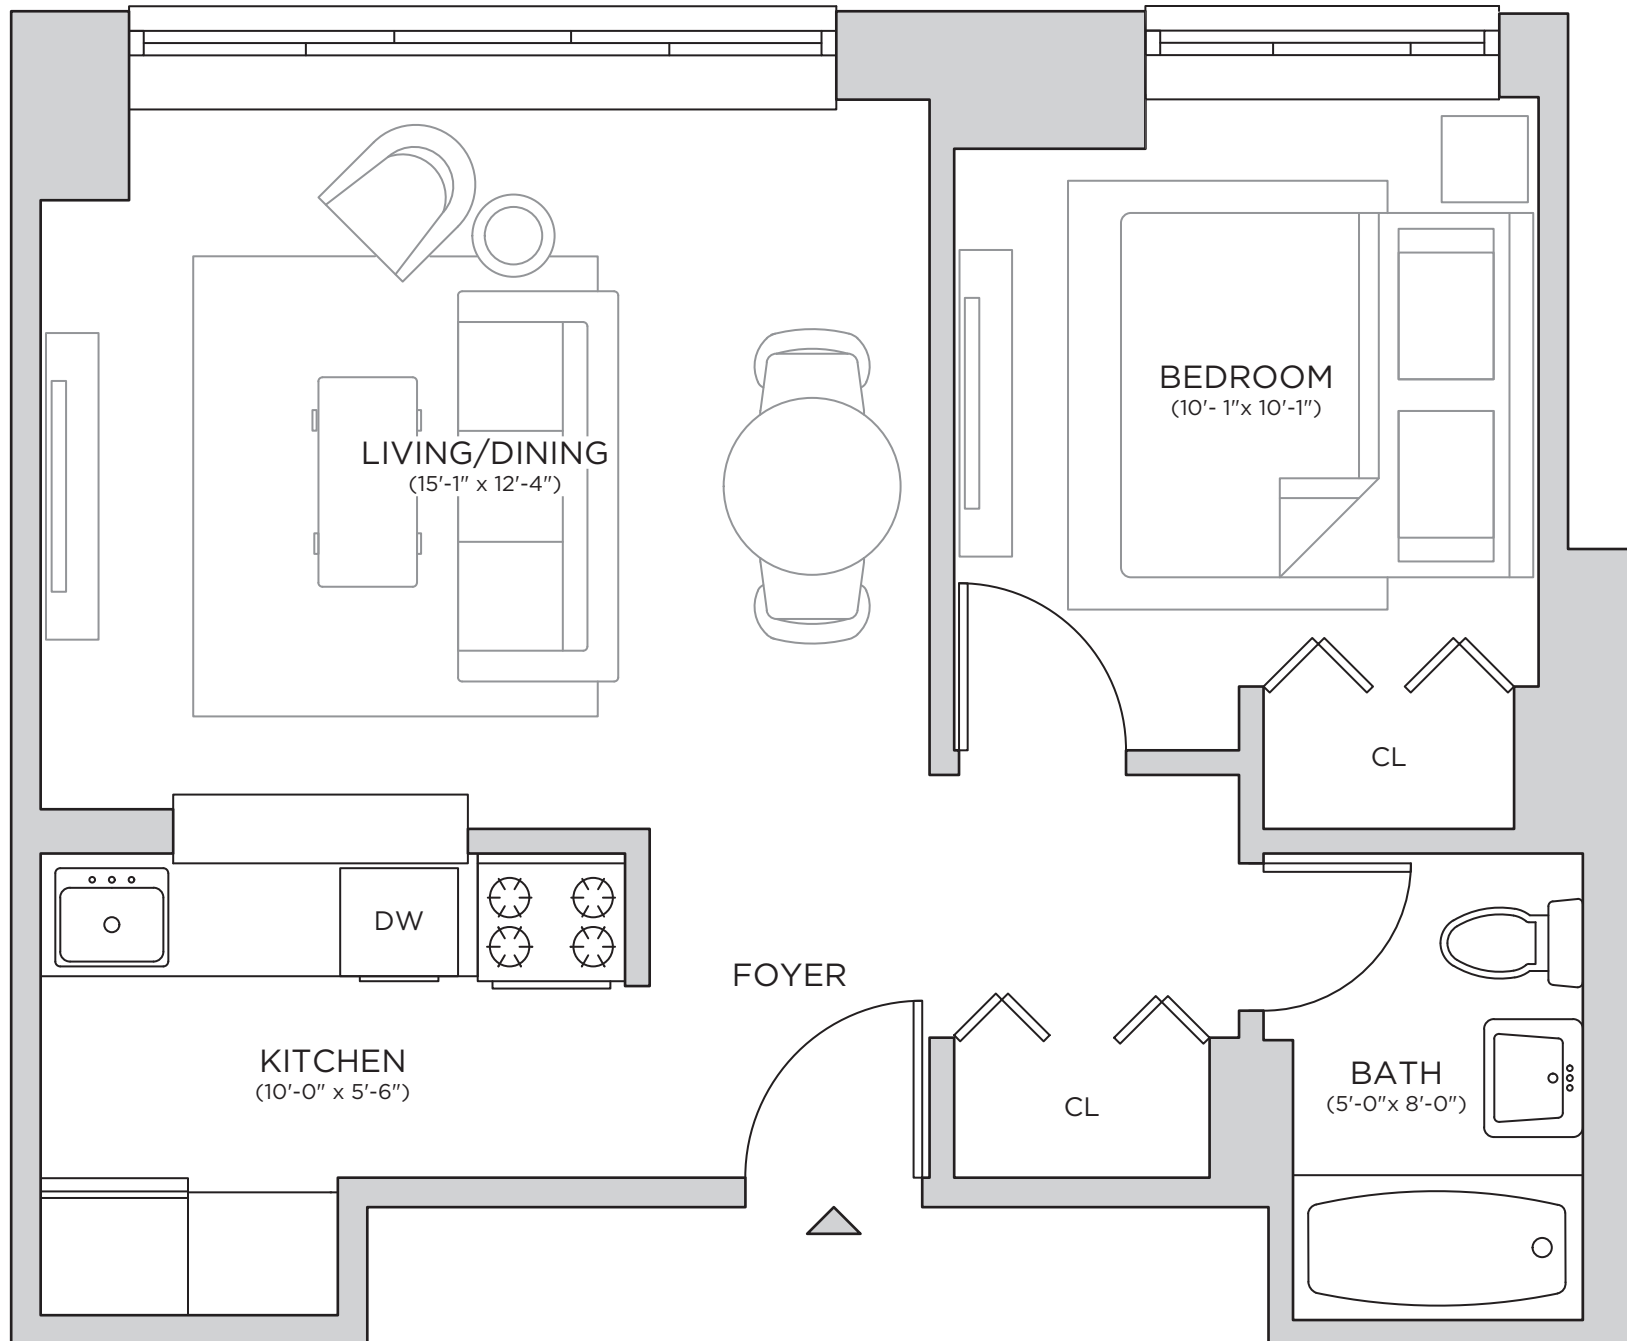 BEDROOM
(10'- 1"x 10'-1")
LIVING/DINING
(15'-1" x 12'-4")
CL
DW
FOYER
KITCHEN
(10'-0" x 5'-6")
BATH
(5'-0"x 8'-0")
CL